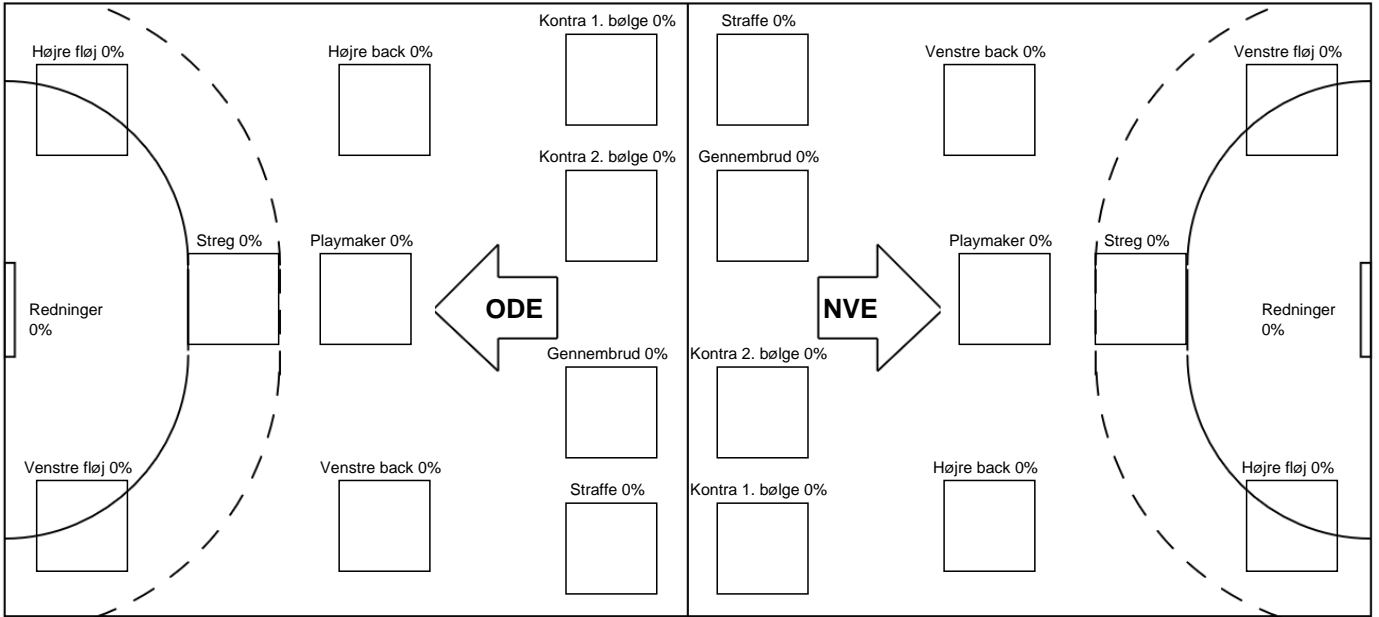 Kontra 1. bølge 0%
Straffe 0%
Højre fløj 0%
Højre back 0%
Venstre back 0%
Venstre fløj 0%
Kontra 2. bølge 0%
Gennembrud 0%
Streg 0%
Playmaker 0%
Playmaker 0%
Streg 0%
Redninger
0%
ODE
NVE
Redninger
0%
Gennembrud 0%
Kontra 2. bølge 0%
Venstre fløj 0%
Venstre back 0%
Straffe 0%
Kontra 1. bølge 0%
Højre back 0%
Højre fløj 0%